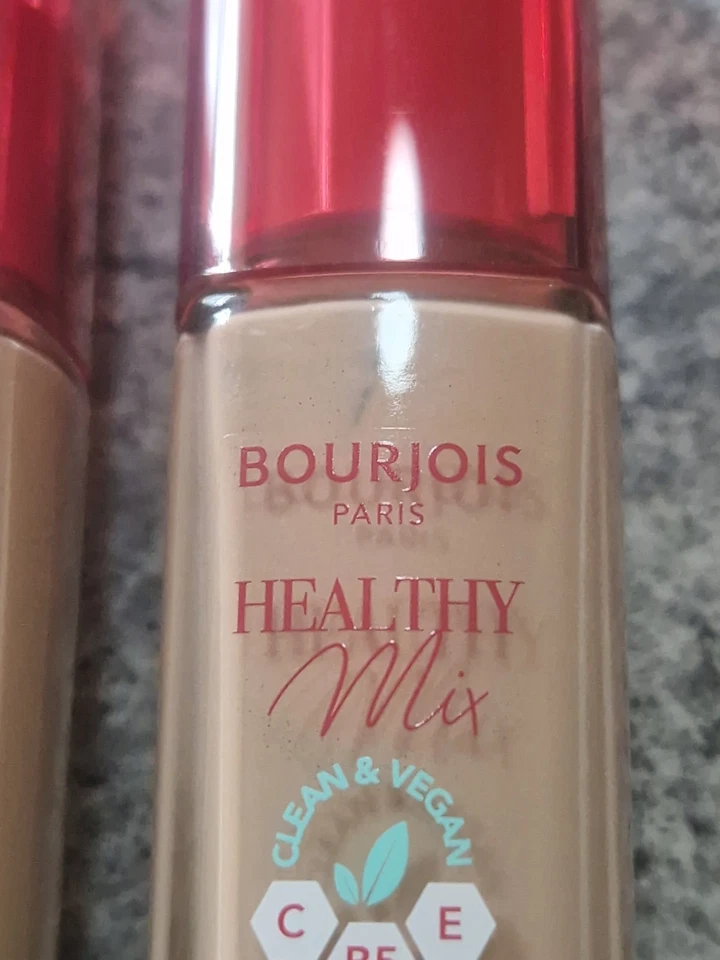 BOURJOIS
PARIS
HEALTHY
Mix
CLEAN & VEGAN
C E